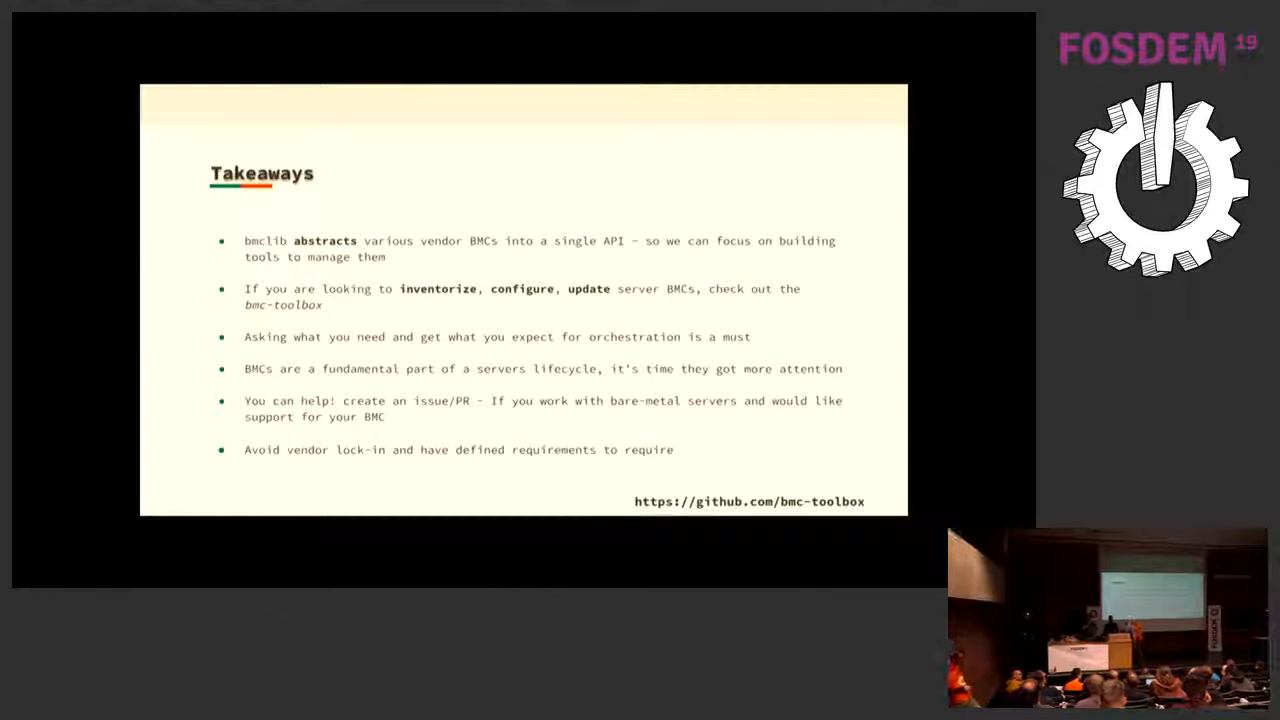 FOSDEM 19
Takeaways
bmclib abstracts various vendor BMCs into a single API - so we can focus on building
tools to manage them
If you are looking to inventorize, configure, update server BMCs, check out the
bmc-toolbox
Asking what you need and get what you expect for orchestration is a must
BMCs are a fundamental part of a servers lifecycle, it's time they got more attention
You can help! create an issue/PR - If you work with bare-metal servers and would like
support for your BMC
Avoid vendor lock-in and have defined requirements to require
https://github.com/bmc-toolbox
FOSDEM